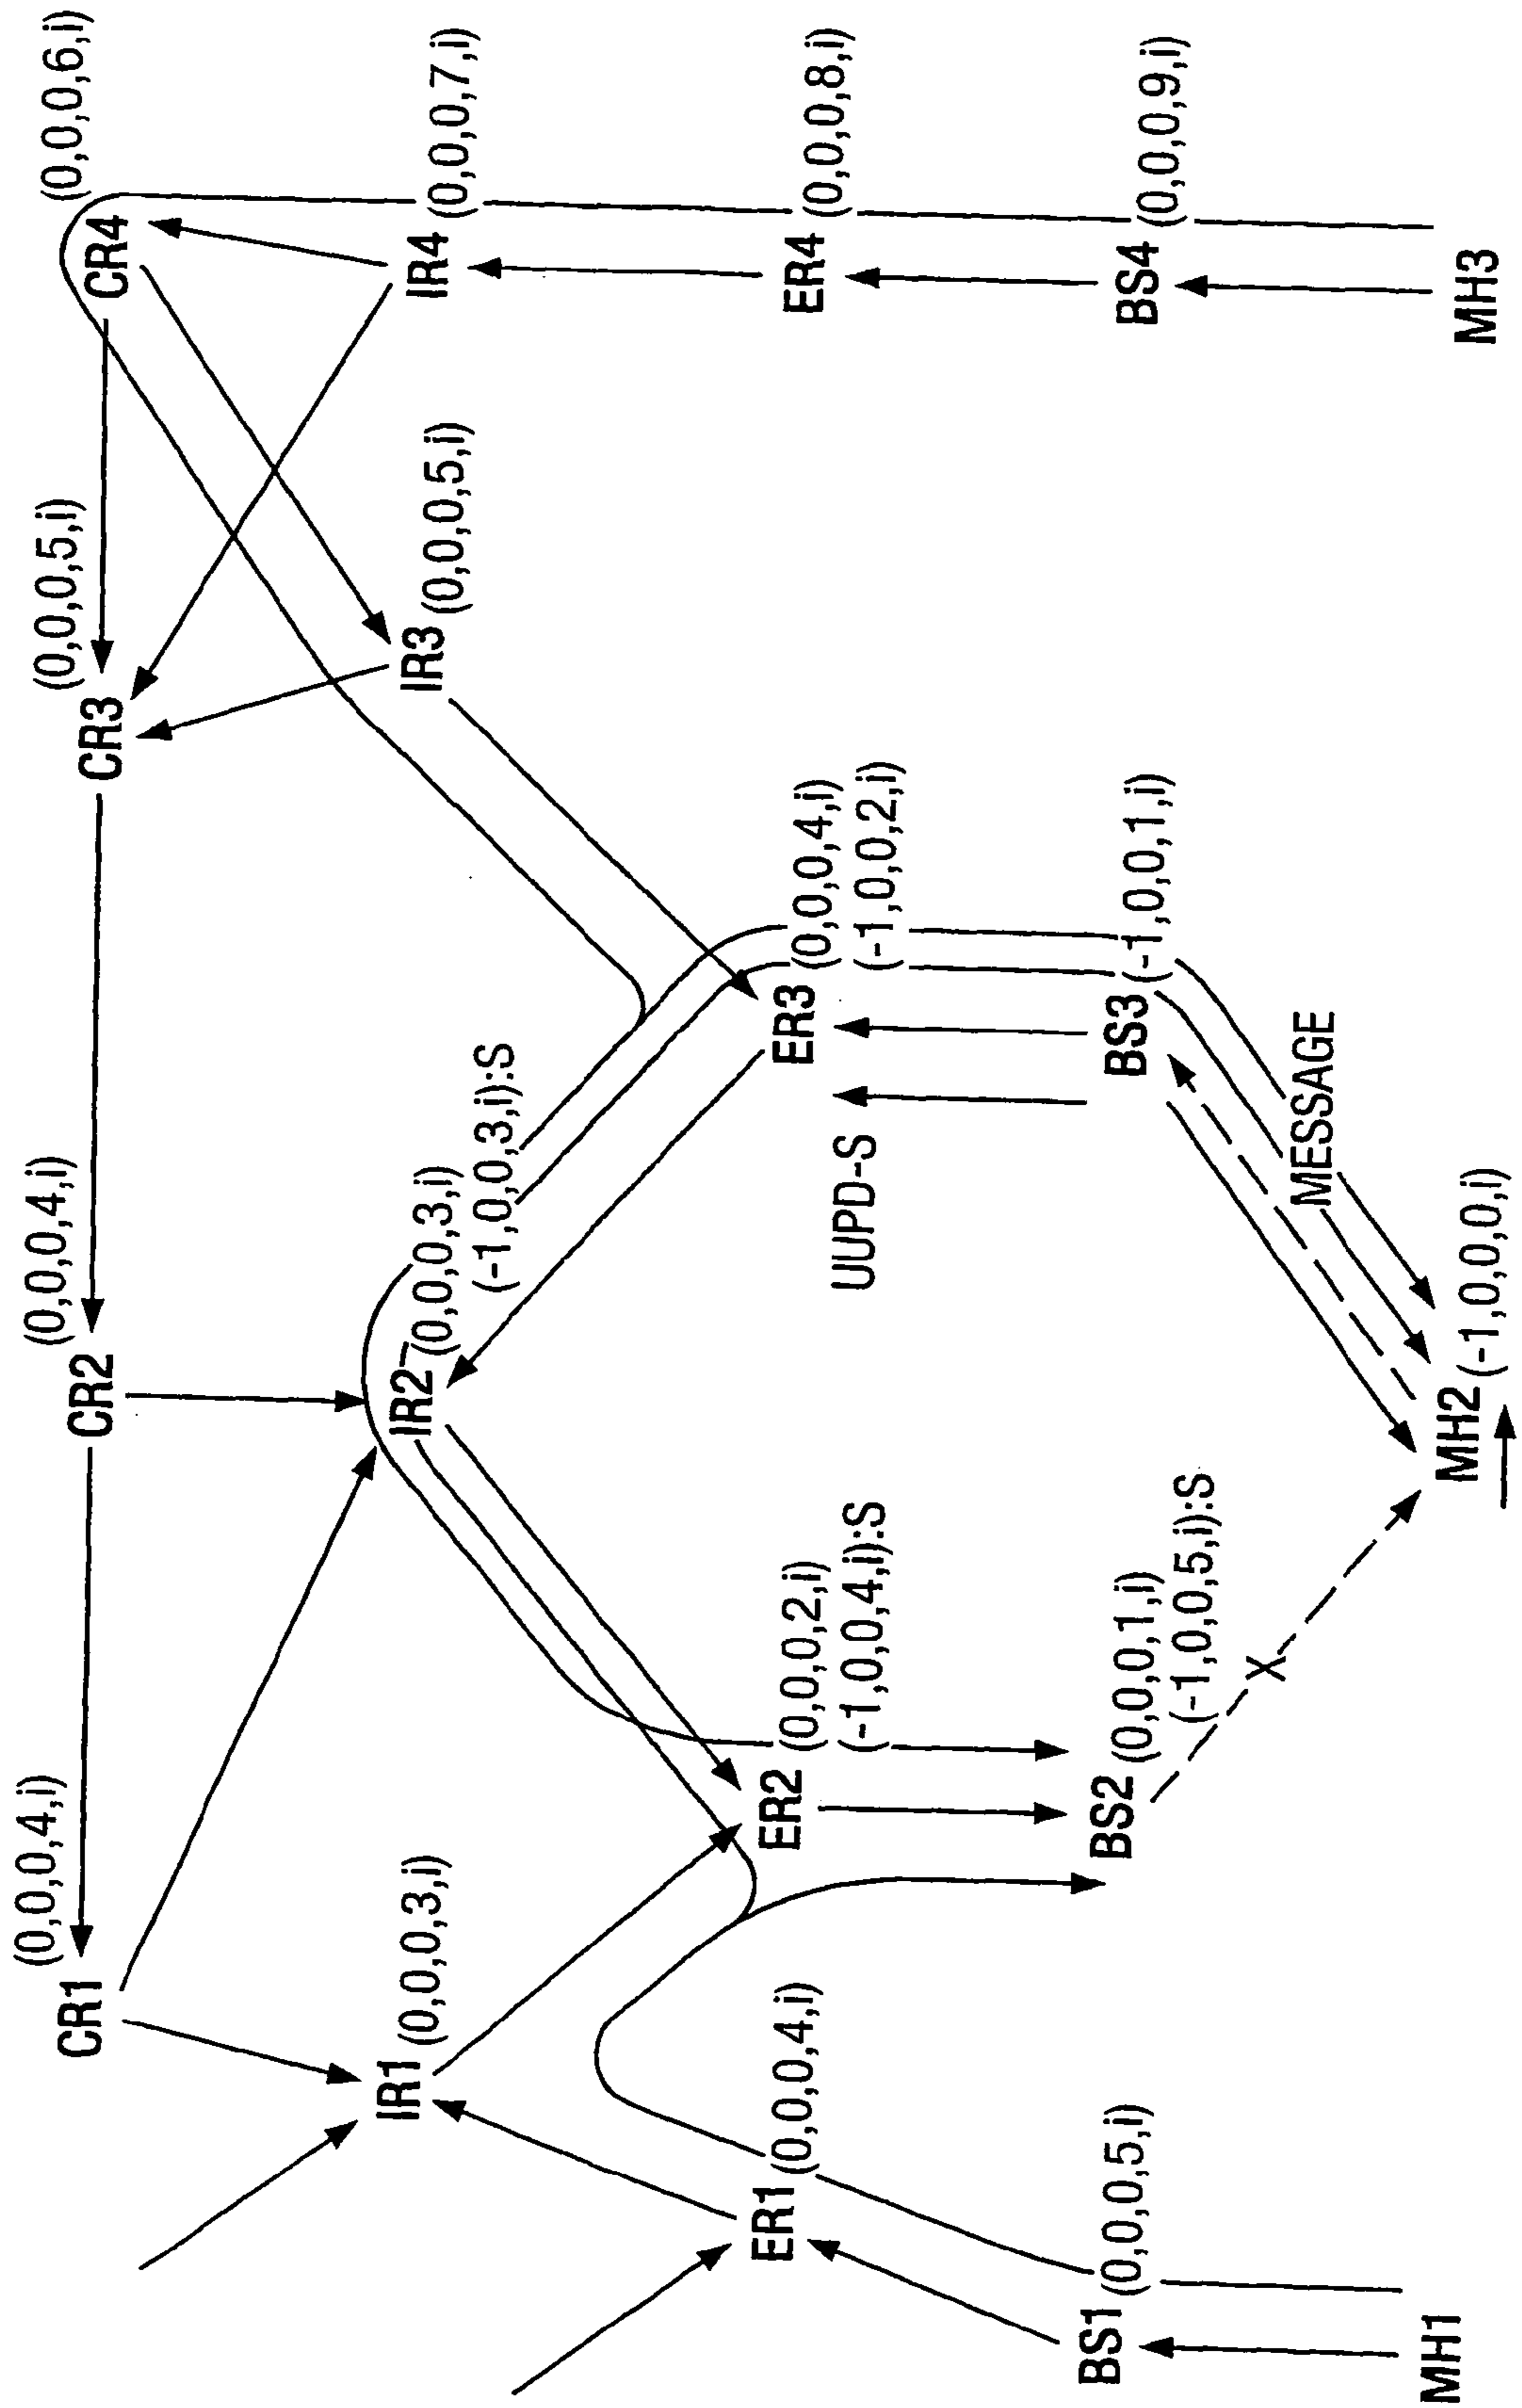 CR1
(0,0,0,4,i)
CR2
(0,0,0,4,i)
CR3
(0,0,0,5,i)
CR4
(0,0,0,6,i)
IR1
(0,0,0,3,i)
IR2
(0,0,0,3,i)
(-1,0,0,3,i):S
IR3
(0,0,0,5,i)
IR4
(0,0,0,7,i)
ER1
(0,0,0,4,i)
ER2
(0,0,0,2,i)
(-1,0,0,4,i):S
UUPD-S
ER3
(0,0,0,4,i)
(-1,0,0,2,i)
ER4
(0,0,0,8,i)
BS1
(0,0,0,5,i)
BS2
(0,0,0,1,i)
(-1,0,0,5,i):S
BS3
(-1,0,0,1,i)
BS4
(0,0,0,9,i)
X
MESSAGE
MH1
MH2
(-1,0,0,0,i)
MH3